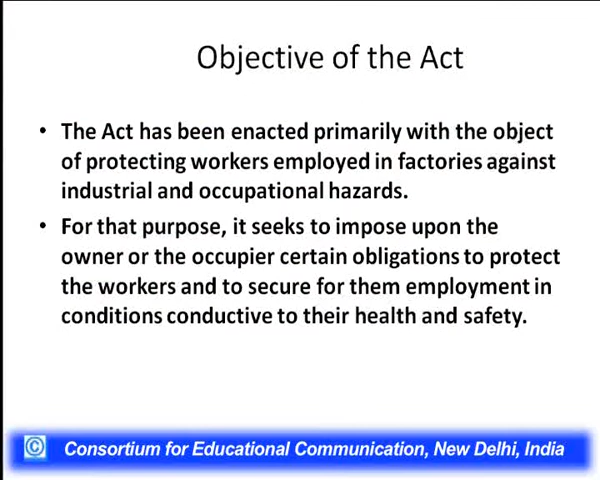 Objective of the Act
• The Act has been enacted primarily with the object
of protecting workers employed in factories against
industrial and occupational hazards.
• For that purpose, it seeks to impose upon the
owner or the occupier certain obligations to protect
the workers and to secure for them employment in
conditions conductive to their health and safety.
© Consortium for Educational Communication, New Delhi, India